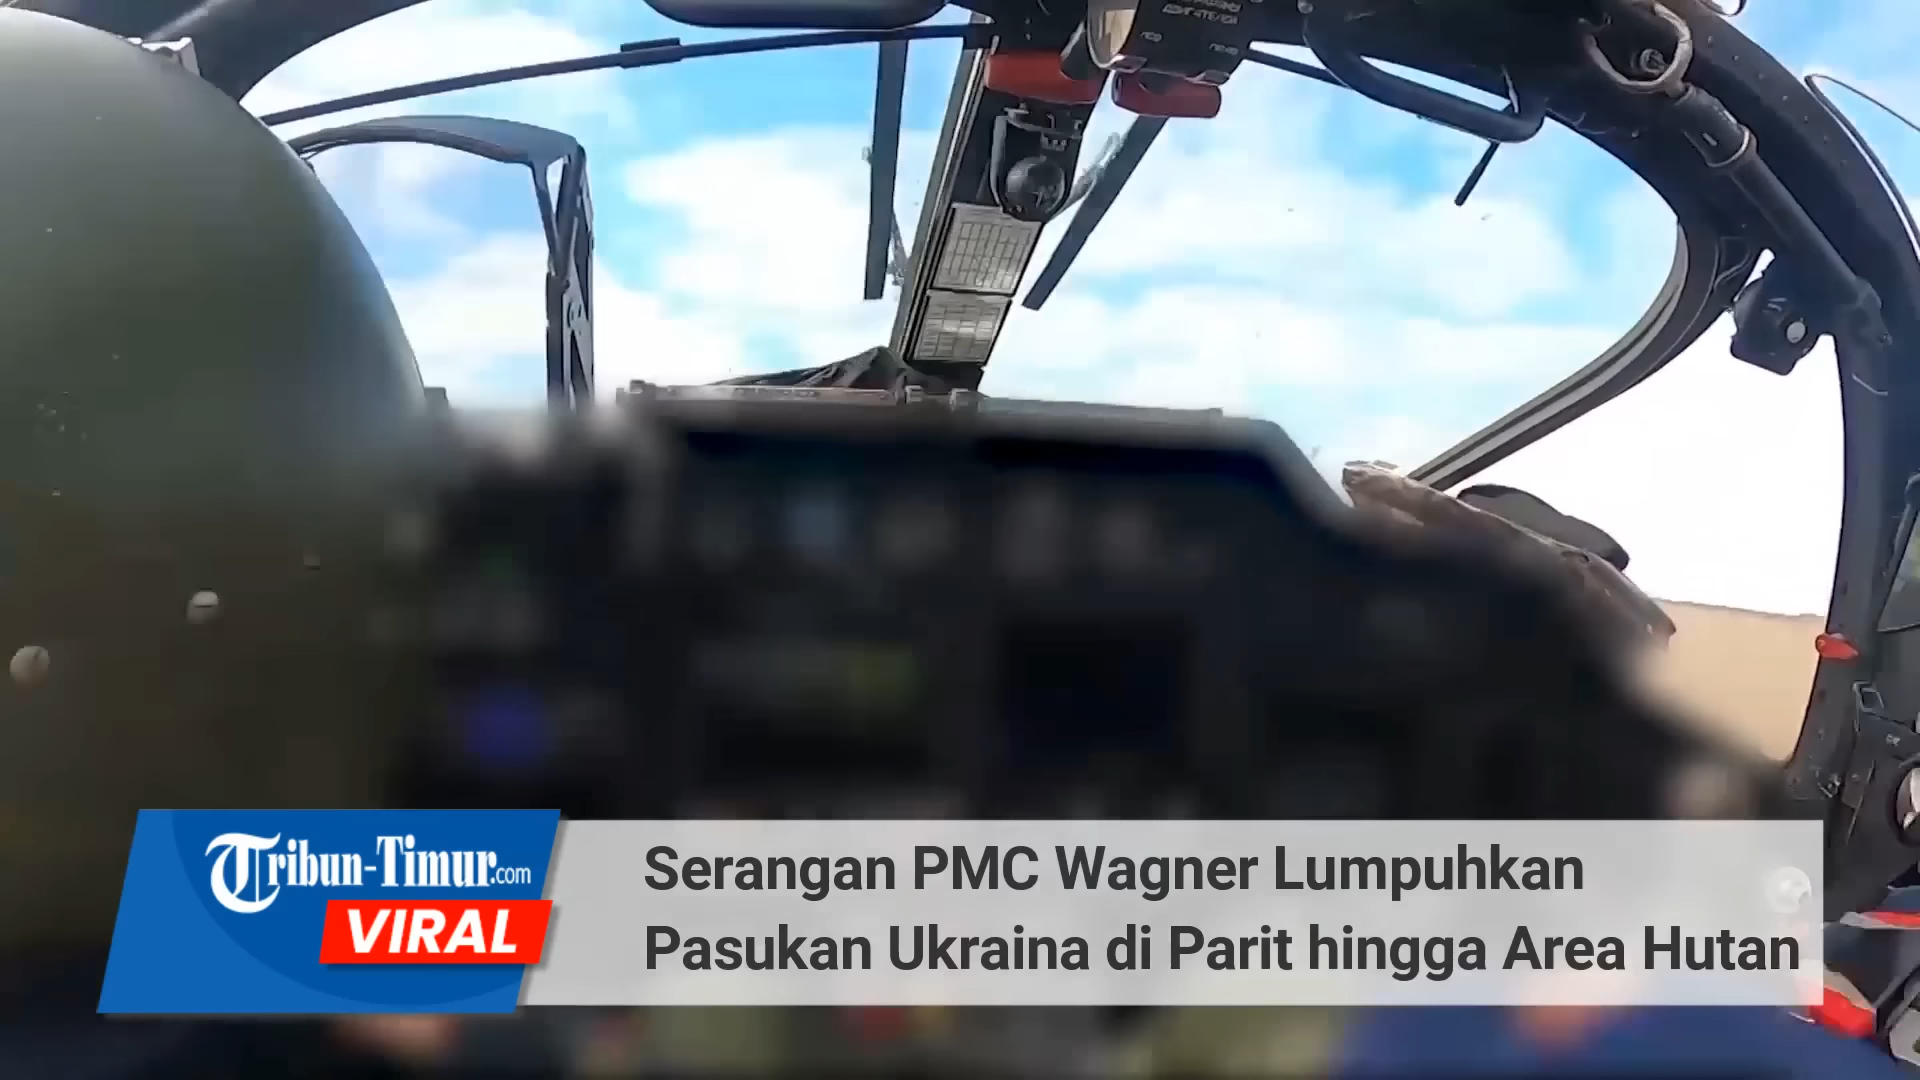 Tribun-Timur.com
VIRAL
Serangan PMC Wagner Lumpuhkan
Pasukan Ukraina di Parit hingga Area Hutan